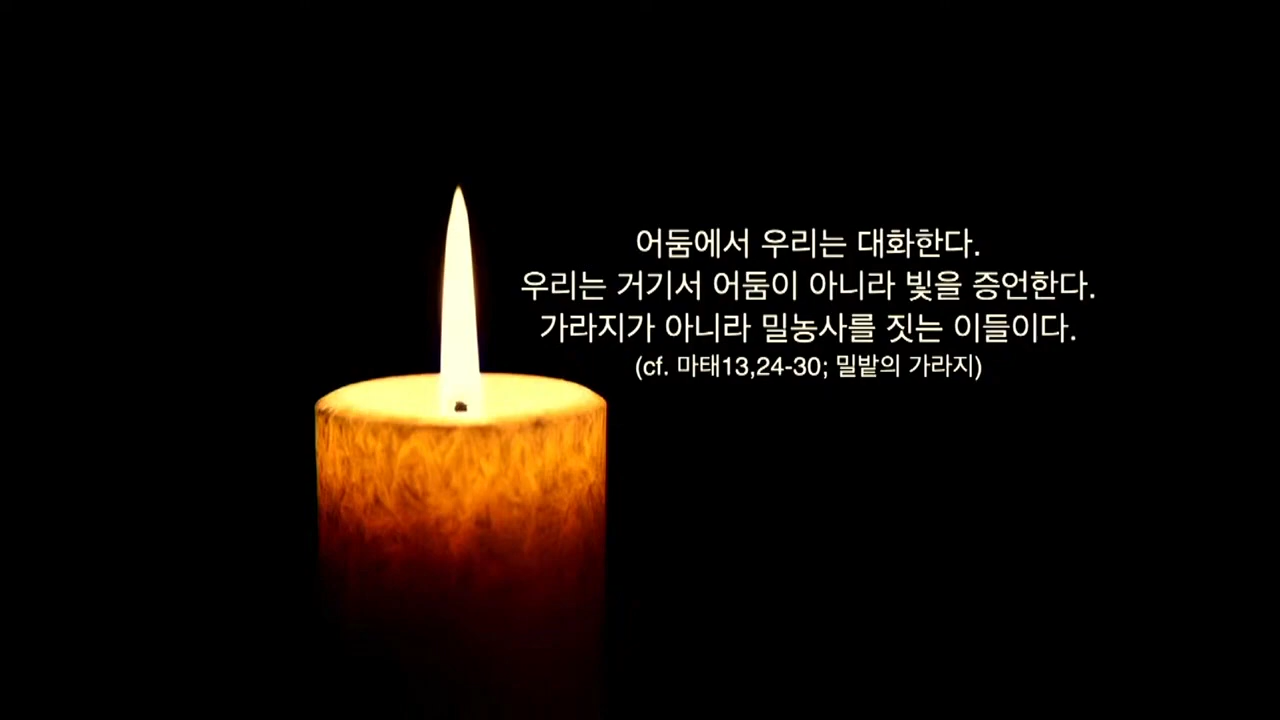 어둠에서 우리는 대화한다.
우리는 거기서 어둠이 아니라 빛을 증언한다.
가라지가 아니라 밀농사를 짓는 이들이다.
(cf. 마태13,24-30; 밀밭의 가라지)